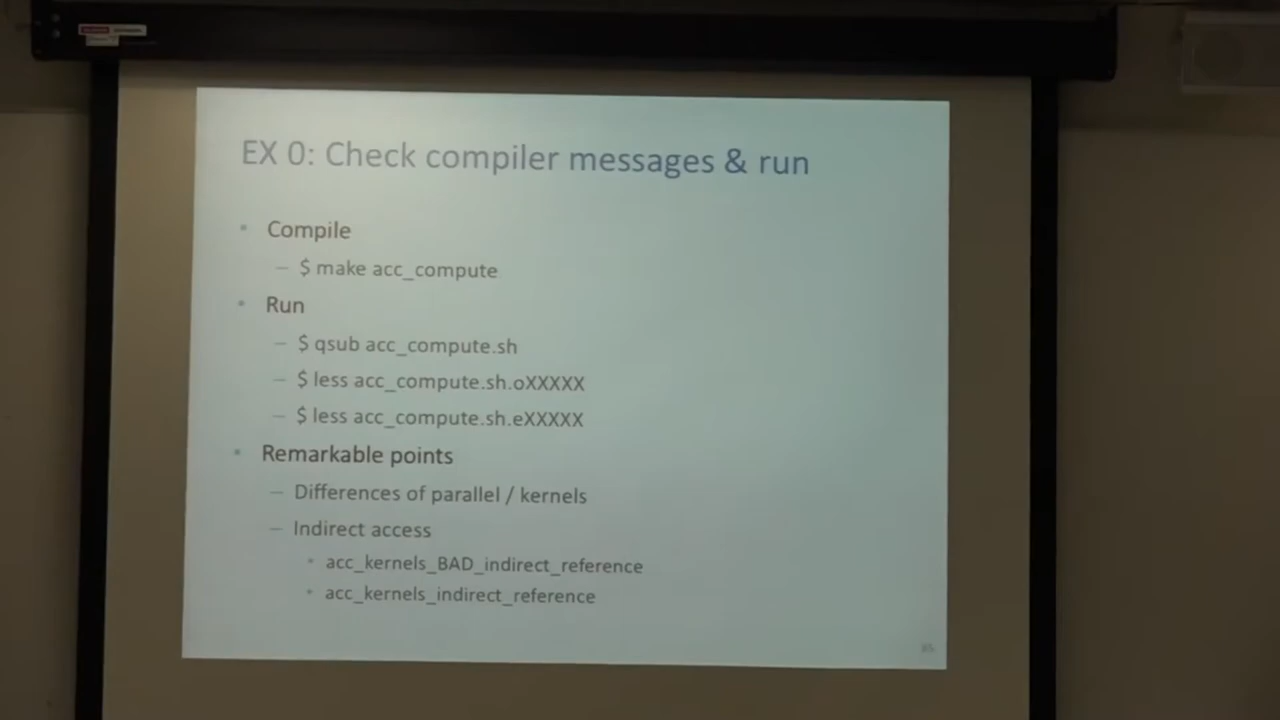 EX 0: Check compiler messages & run
• Compile
– $ make acc_compute
• Run
– $ qsub acc_compute.sh
– $ less acc_compute.sh.oXXXXX
– $ less acc_compute.sh.eXXXXX
• Remarkable points
– Differences of parallel / kernels
– Indirect access
• acc_kernels_BAD_indirect_reference
• acc_kernels_indirect_reference